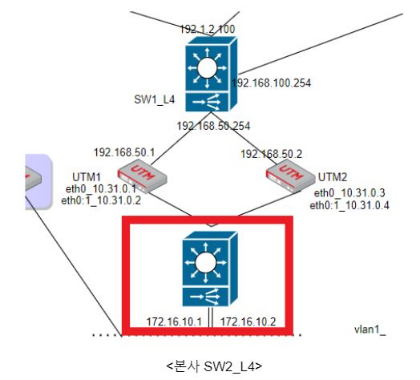 192.1.2.100
192.168.100.254
SW1_L4
192.168.50.254
192.168.50.1
192.168.50.2
UTM
UTM
UTM
UTM1
eth0_10.31.0.1
eth0:1_10.31.0.2
UTM2
eth0_10.31.0.3
eth0:1_10.31.0.4
172.16.10.1
172.16.10.2
vlan1_
<본사 SW2_L4>